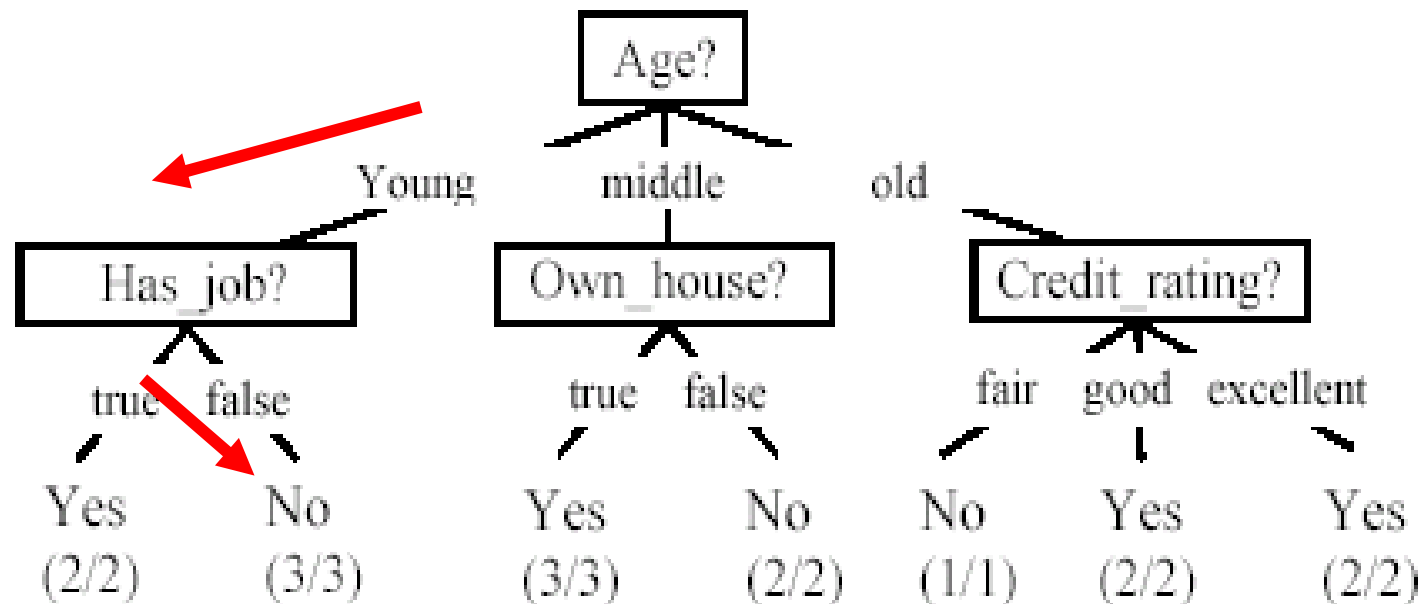 Age?
Young middle old
Has_job? Own_house? Credit_rating?
true false true false fair good excellent
Yes No Yes No No Yes Yes
(2/2) (3/3) (3/3) (2/2) (1/1) (2/2) (2/2)